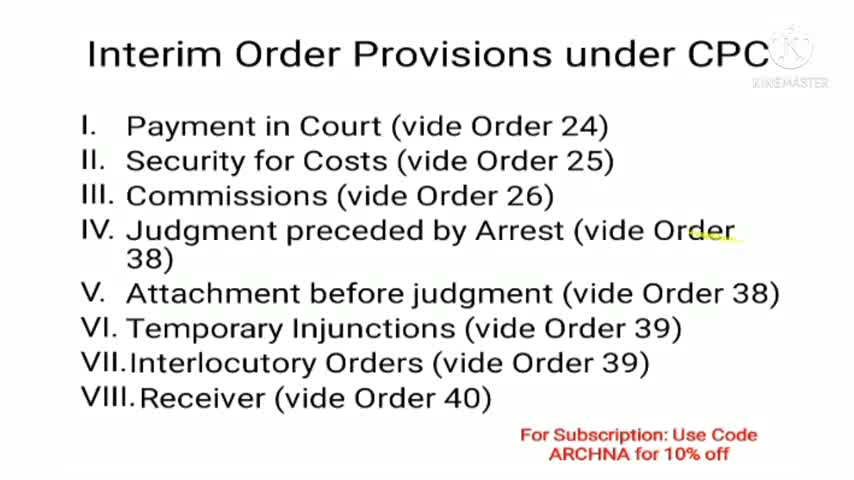 Interim Order Provisions under CPC
KINEMASTER
I. Payment in Court (vide Order 24)
II. Security for Costs (vide Order 25)
III. Commissions (vide Order 26)
IV. Judgment preceded by Arrest (vide Order
38)
V. Attachment before judgment (vide Order 38)
VI. Temporary Injunctions (vide Order 39)
VII. Interlocutory Orders (vide Order 39)
VIII. Receiver (vide Order 40)
For Subscription: Use Code
ARCHNA for 10% off